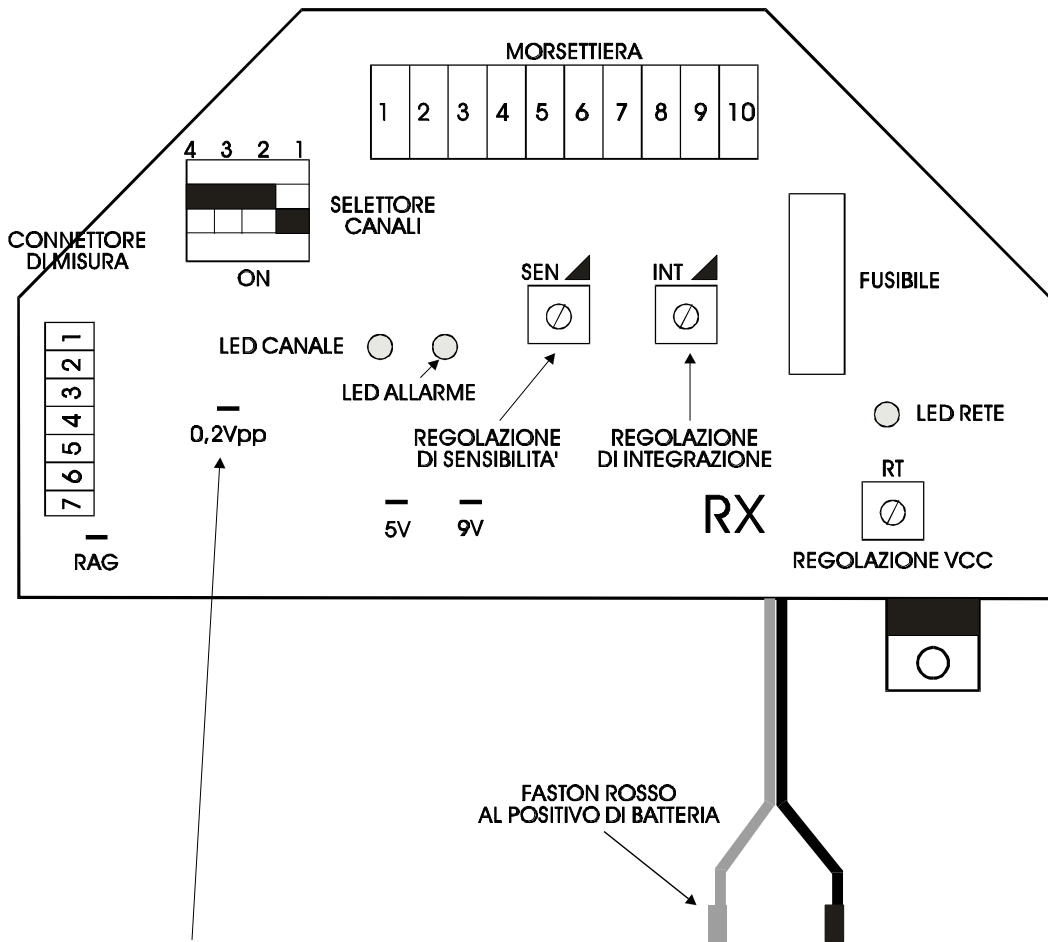 MORSETTIERA
1 2 3 4 5 6 7 8 9 10
4 3 2 1
SELETTORE
CANALI
ON
CONNETTORE
DI MISURA
SEN
INT
FUSIBILE
1
2
3
4
5
6
7
LED CANALE
LED ALLARME
0,2Vpp
REGOLAZIONE
DI SENSIBILITA'
REGOLAZIONE
DI INTEGRAZIONE
LED RETE
RT
5V
9V
RX
RAG
REGOLAZIONE VCC
FASTON ROSSO
AL POSITIVO DI BATTERIA